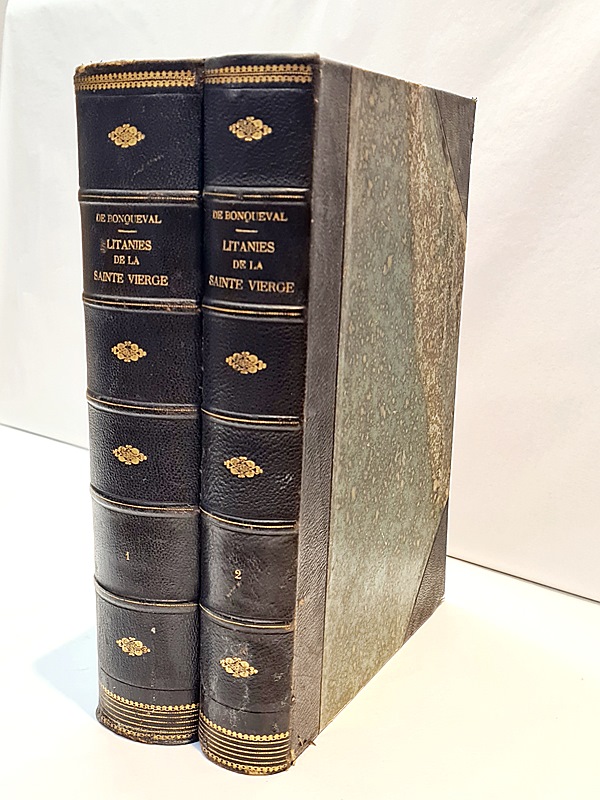 DE BONQUEVAL
LITANIES
DE LA
SAINTE VIERGE
1
DE BONQUEVAL
LITANIES
DE LA
SAINTE VIERGE
2